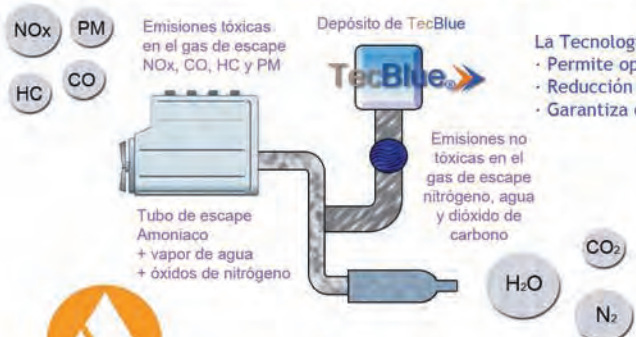 NOx
PM
HC
CO
Emisiones tóxicas
en el gas de escape
NOx, CO, HC y PM
Depósito de TecBlue
TecBlue®
La Tecnolog
· Permite op
· Reducción
· Garantiza
Emisiones no
tóxicas en el
gas de escape
nitrógeno, agua
y dióxido de
carbono
Tubo de escape
Amoniaco
+ vapor de agua
+ óxidos de nitrógeno
CO₂
H₂O
N₂